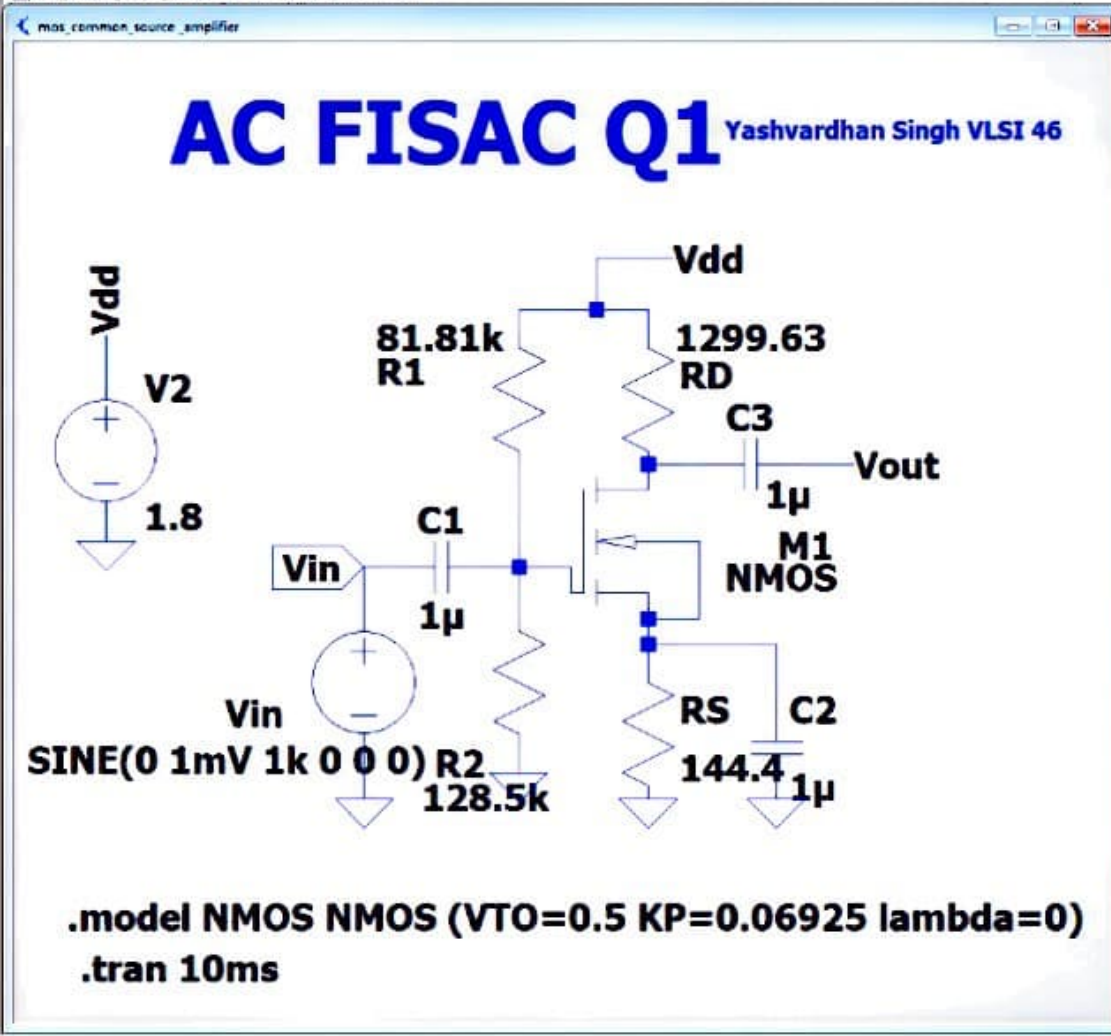 mos_common_source_amplifier
AC FISAC Q1 Yashvardhan Singh VLSI 46
Vdd
Vdd
V2
1.8
81.81k
R1
1299.63
RD
C3
1µ
Vout
C1
1µ
Vin
M1
NMOS
Vin
SINE(0 1mV 1k 0 0 0)
R2
128.5k
RS
144.4
C2
1µ
.model NMOS NMOS (VTO=0.5 KP=0.06925 lambda=0)
.tran 10ms